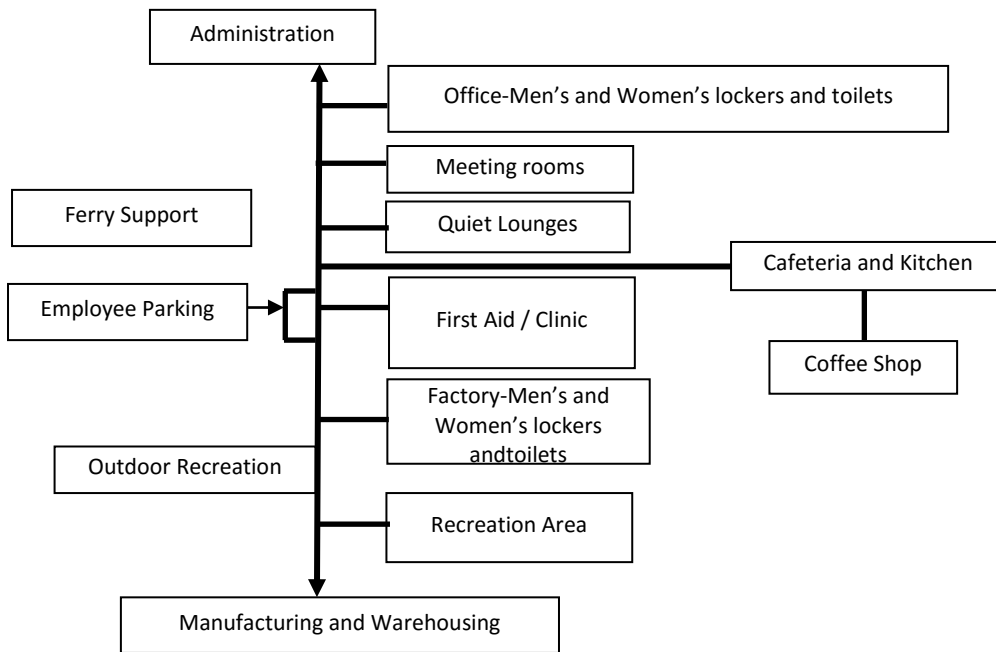 Administration
Office-Men’s and Women’s lockers and toilets
Meeting rooms
Ferry Support
Quiet Lounges
Cafeteria and Kitchen
Employee Parking
First Aid / Clinic
Coffee Shop
Factory-Men’s and
Women’s lockers
andtoilets
Outdoor Recreation
Recreation Area
Manufacturing and Warehousing